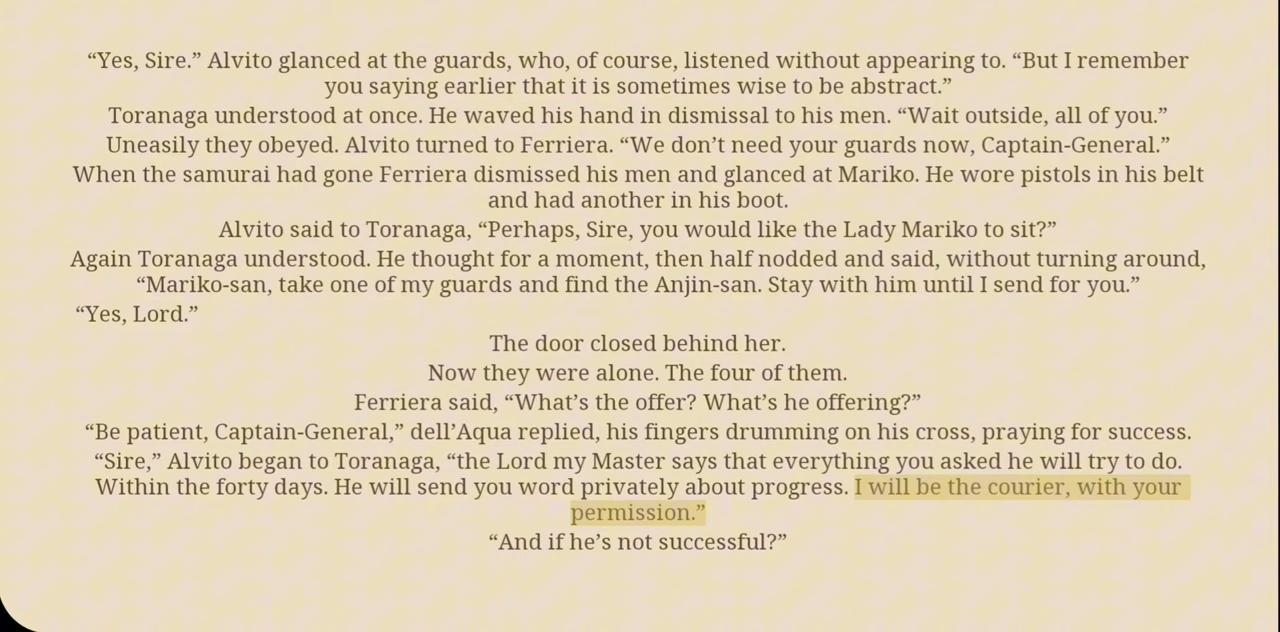 “Yes, Sire.” Alvito glanced at the guards, who, of course, listened without appearing to. “But I remember
you saying earlier that it is sometimes wise to be abstract.”
Toranaga understood at once. He waved his hand in dismissal to his men. “Wait outside, all of you.”
Uneasily they obeyed. Alvito turned to Ferriera. “We don’t need your guards now, Captain-General.”
When the samurai had gone Ferriera dismissed his men and glanced at Mariko. He wore pistols in his belt
and had another in his boot.
Alvito said to Toranaga, “Perhaps, Sire, you would like the Lady Mariko to sit?”
Again Toranaga understood. He thought for a moment, then half nodded and said, without turning around,
“Mariko-san, take one of my guards and find the Anjin-san. Stay with him until I send for you.”
“Yes, Lord.”
The door closed behind her.
Now they were alone. The four of them.
Ferriera said, “What’s the offer? What’s he offering?”
“Be patient, Captain-General,” dell’Aqua replied, his fingers drumming on his cross, praying for success.
“Sire,” Alvito began to Toranaga, “the Lord my Master says that everything you asked he will try to do.
Within the forty days. He will send you word privately about progress. I will be the courier, with your
permission.”
“And if he’s not successful?”